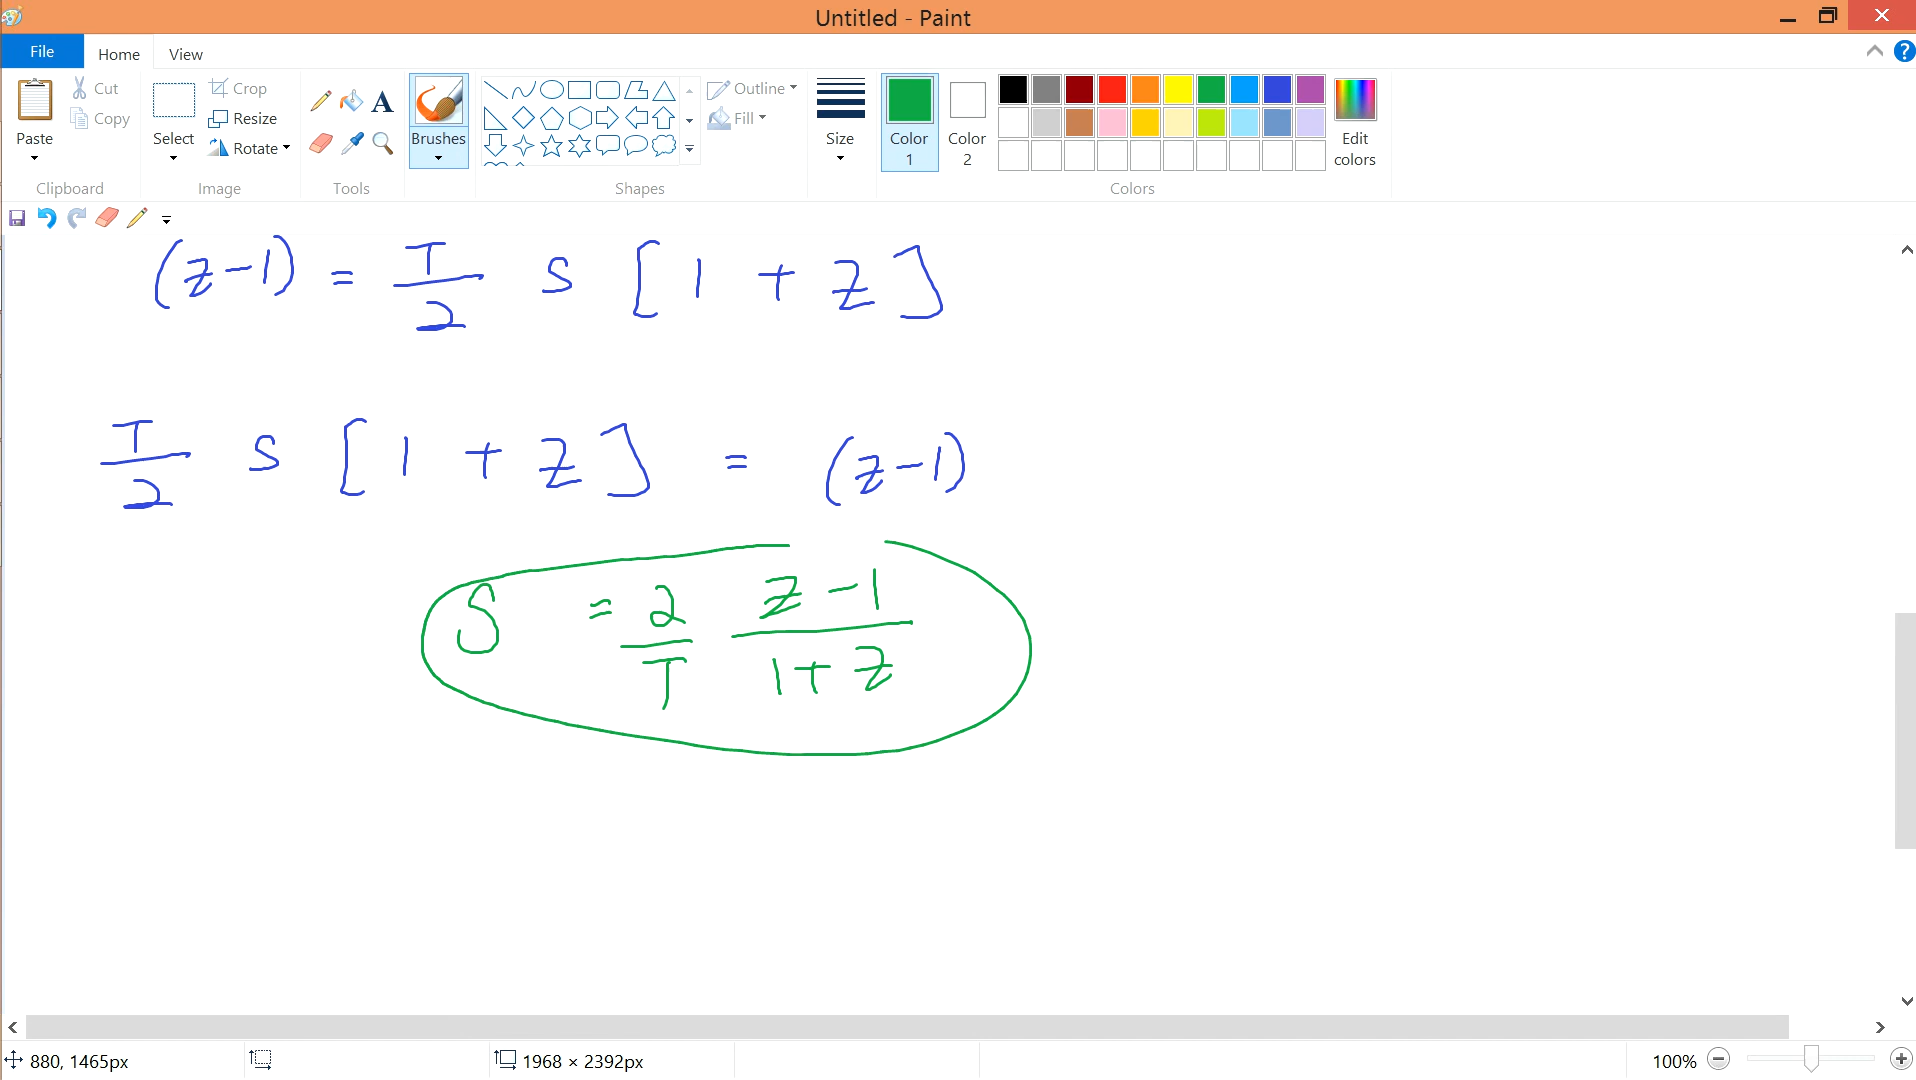 Untitled - Paint
File Home View
Paste Cut Copy Clipboard
Select Crop Resize Rotate Image
Tools
Brushes
Shapes Outline Fill
Size
Color 1 Color 2
Edit colors
Colors
(z-1) = T/2 s [1 + z]
T/2 s [1 + z] = (z-1)
S = 2/T z-1/1+z
880, 1465px 1968 × 2392px 100%